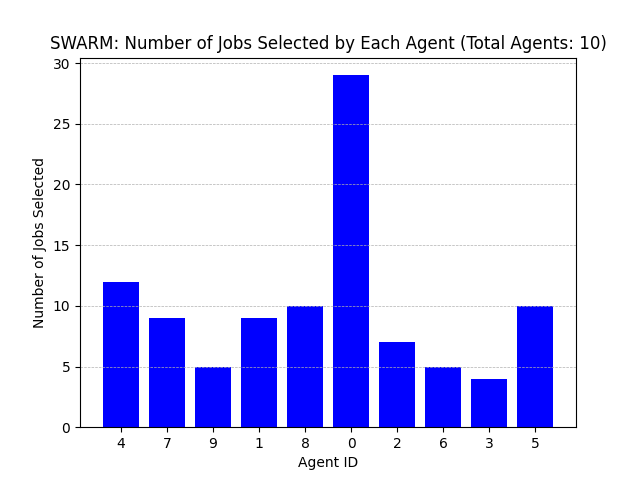 SWARM: Number of Jobs Selected by Each Agent (Total Agents: 10)
30
25
20
15
10
5
0
Number of Jobs Selected
4 7 9 1 8 0 2 6 3 5
Agent ID